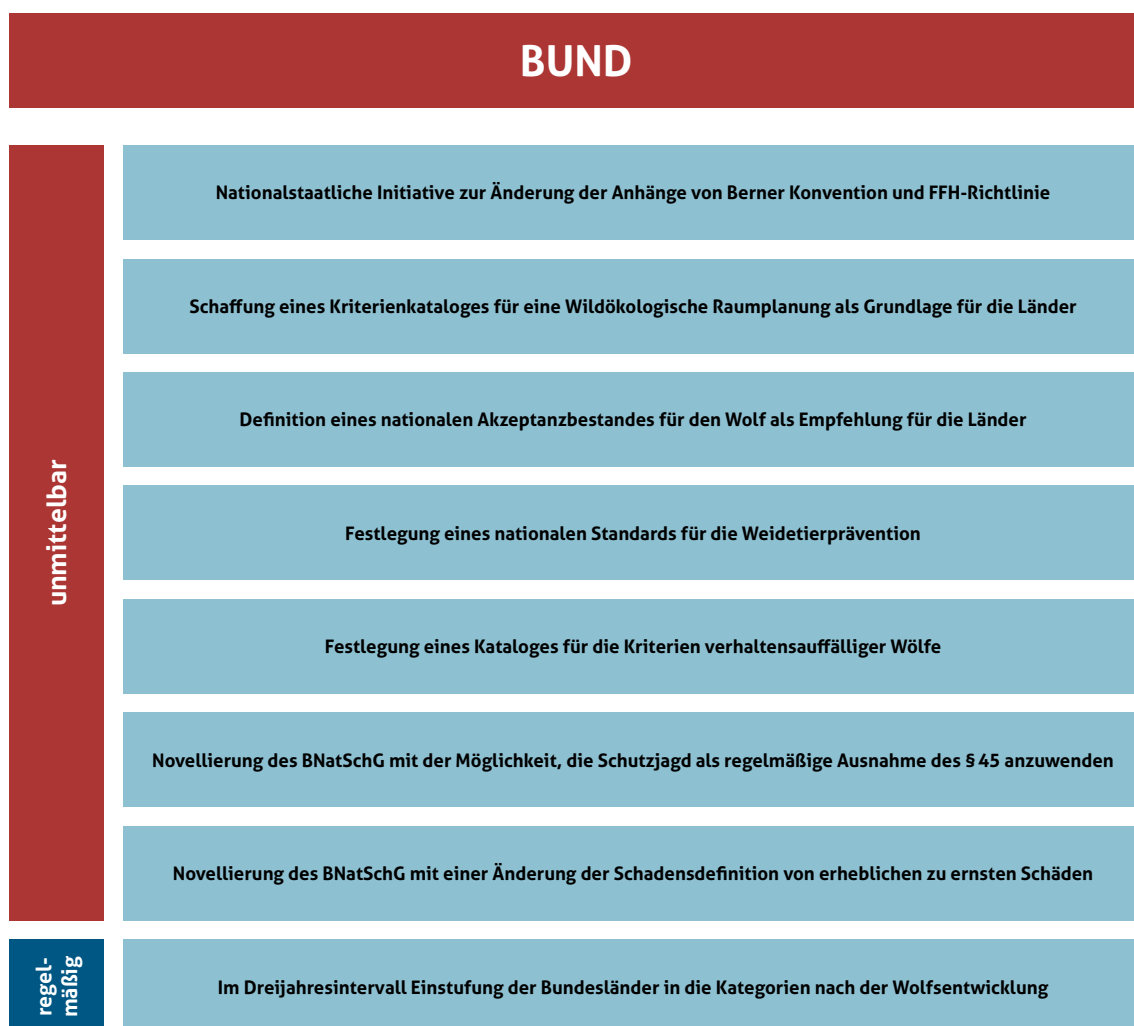 BUND
unmittelbar
Nationalstaatliche Initiative zur Änderung der Anhänge von Berner Konvention und FFH-Richtlinie
Schaffung eines Kriterienkataloges für eine Wildökologische Raumplanung als Grundlage für die Länder
Definition eines nationalen Akzeptanzbestandes für den Wolf als Empfehlung für die Länder
Festlegung eines nationalen Standards für die Weidetierprävention
Festlegung eines Kataloges für die Kriterien verhaltensauffälliger Wölfe
Novellierung des BNatSchG mit der Möglichkeit, die Schutzjagd als regelmäßige Ausnahme des § 45 anzuwenden
Novellierung des BNatSchG mit einer Änderung der Schadensdefinition von erheblichen zu ernsten Schäden
regel-
mäßig
Im Dreijahresintervall Einstufung der Bundesländer in die Kategorien nach der Wolfsentwicklung